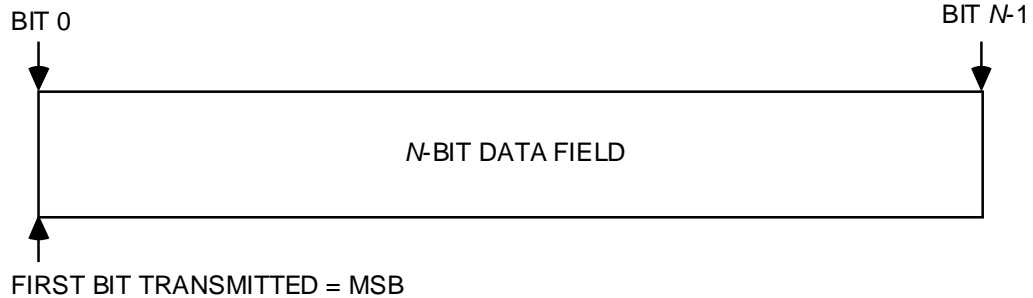 BIT 0
BIT N-1
N-BIT DATA FIELD
FIRST BIT TRANSMITTED = MSB